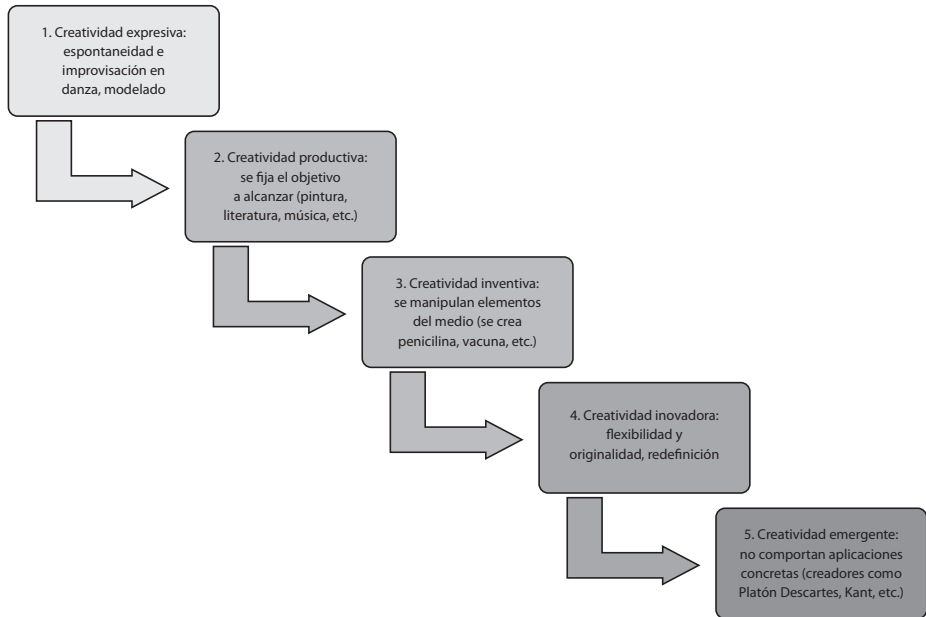 1. Creatividad expresiva:
espontaneidad e
improvisación en
danza, modelado
2. Creatividad productiva:
se fija el objetivo
a alcanzar (pintura,
literatura, música, etc.)
3. Creatividad inventiva:
se manipulan elementos
del medio (se crea
penicilina, vacuna, etc.)
4. Creatividad inovadora:
flexibilidad y
originalidad, redefinición
5. Creatividad emergente:
no comportan aplicaciones
concretas (creadores como
Platón Descartes, Kant, etc.)